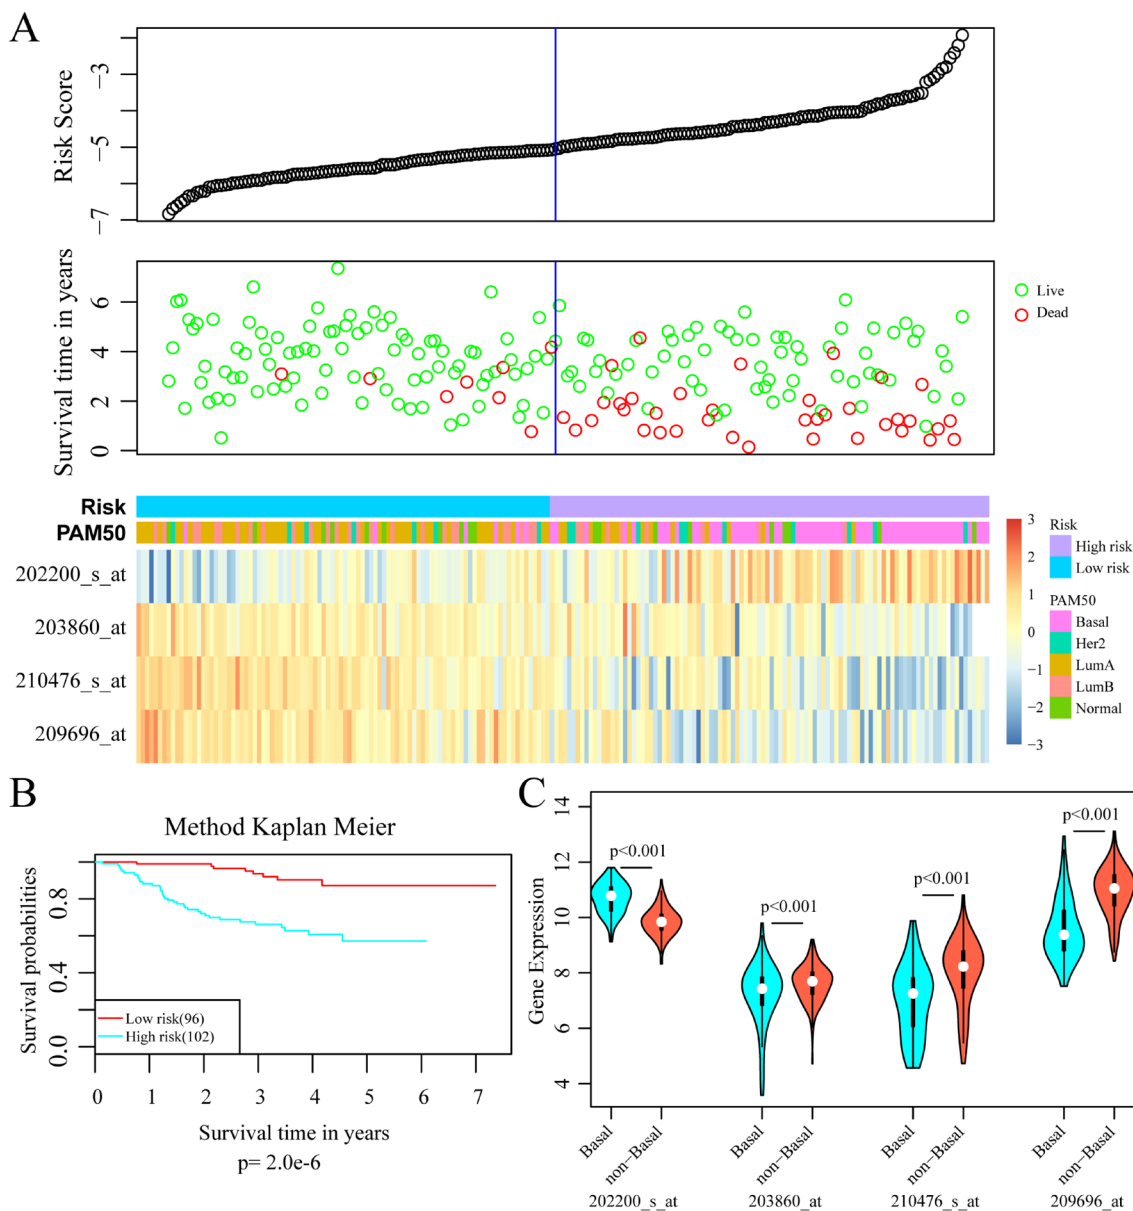 A
Risk Score
−3
−5
−7
Survival time in years
6
4
2
0
Live
Dead
Risk
PAM50
202200_s_at
203860_at
210476_s_at
209696_at
3
2
1
0
−1
−2
−3
Risk
High risk
Low risk
PAM50
Basal
Her2
LumA
LumB
Normal
B
Method Kaplan Meier
Survival probabilities
0.8
0.4
0.0
Low risk(96)
High risk(102)
0 1 2 3 4 5 6 7
Survival time in years
p= 2.0e-6
C
Gene Expression
14
12
10
8
6
4
p<0.001
p<0.001
p<0.001
p<0.001
Basal
non−Basal
Basal
non−Basal
Basal
non−Basal
Basal
non−Basal
202200_s_at 203860_at 210476_s_at 209696_at